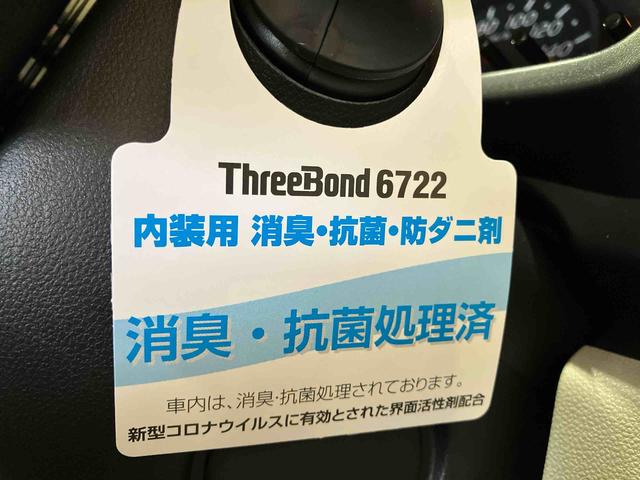 ThreeBond 6722
内装用 消臭・抗菌・防ダニ剤
消臭・抗菌処理済
車内は、消臭・抗菌処理されております。
新型コロナウイルスに有効とされた界面活性剤配合
100
120
140